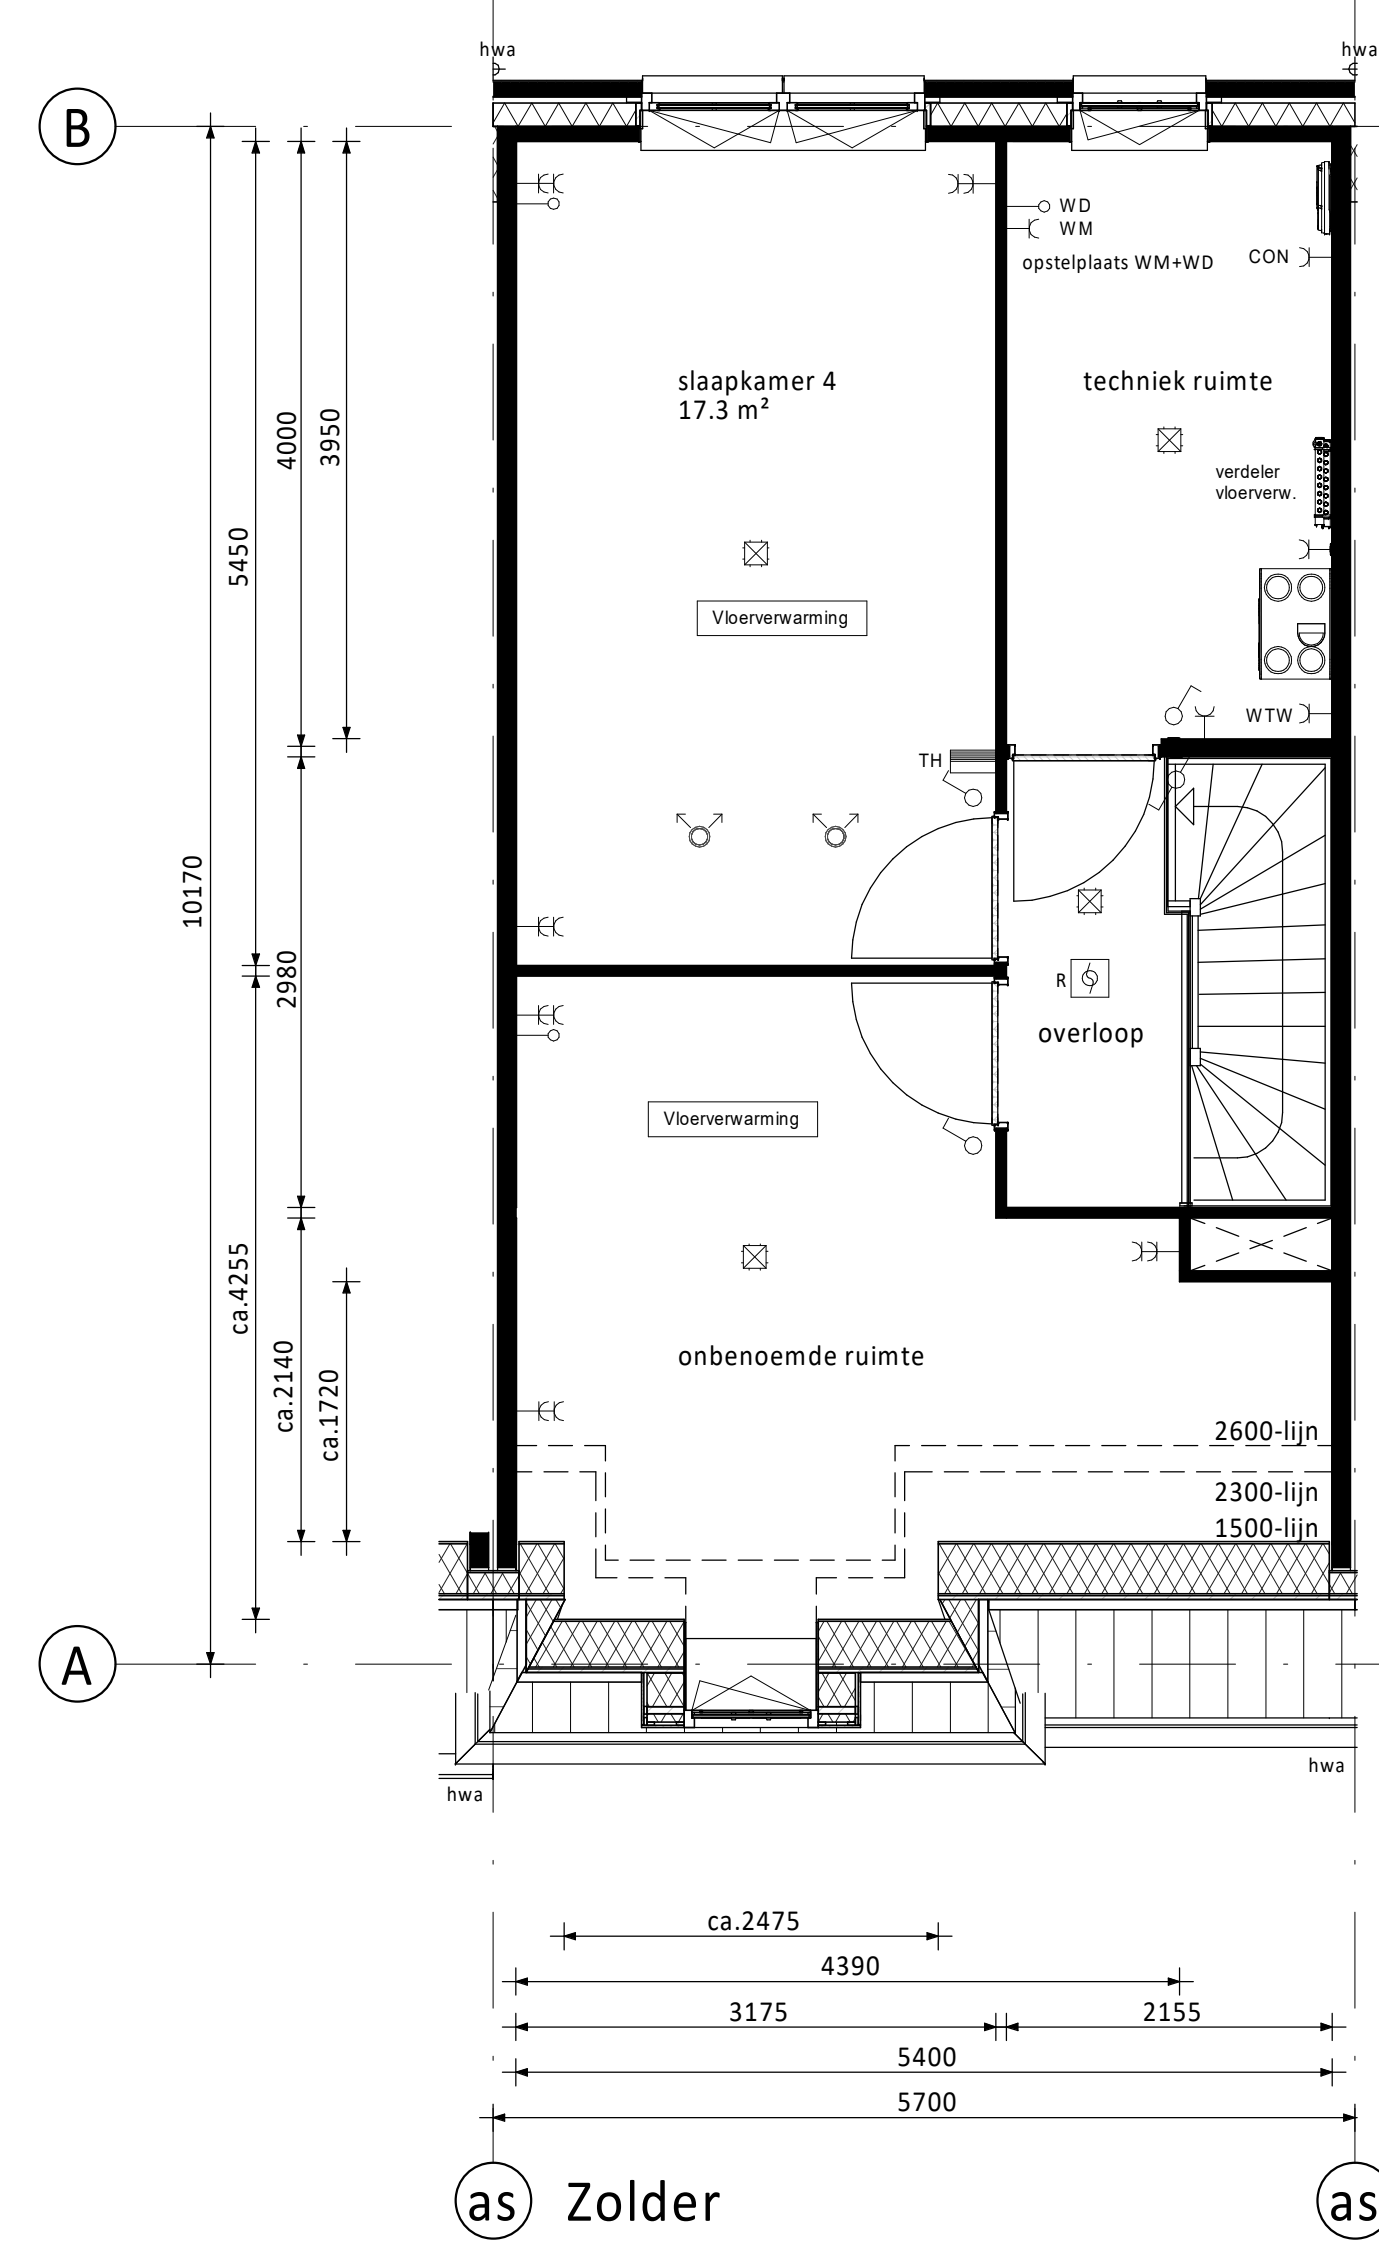 hwa
hwa
B
WD
WM
opstelplaats WM+WD
CON
slaapkamer 4
17.3 m²
techniek ruimte
4000
3950
verdeler
vloerverw.
5450
Vloerverwarming
WTW
TH
10170
2980
R
overloop
Vloerverwarming
ca.4255
onbenoemde ruimte
ca.2140
ca.1720
2600-lijn
2300-lijn
1500-lijn
A
hwa
hwa
ca.2475
4390
3175
2155
5400
5700
as
Zolder
as